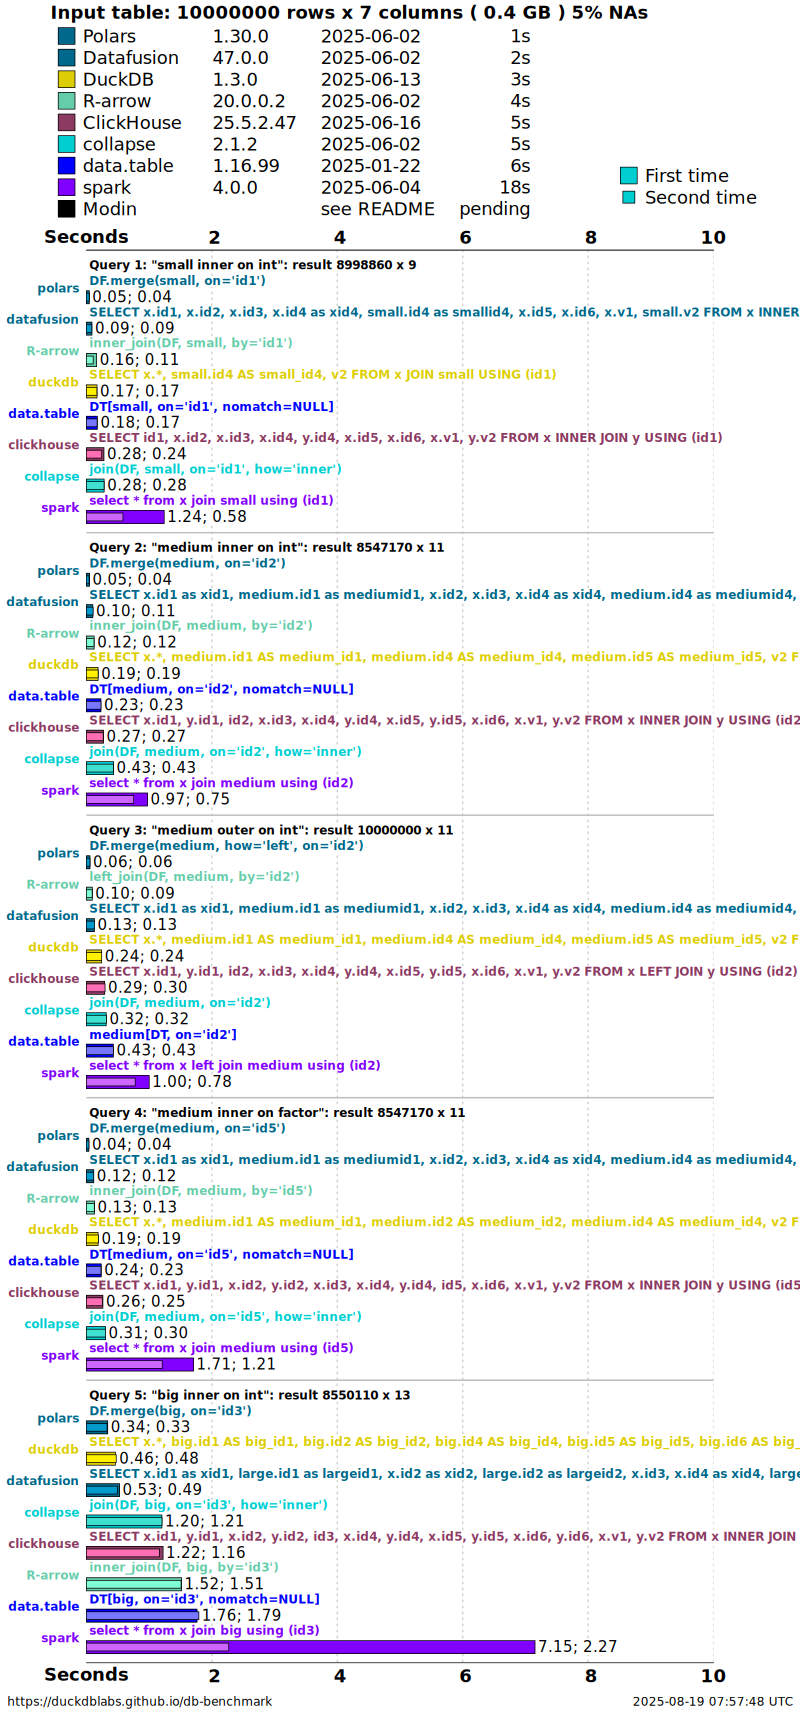 Input table: 10000000 rows x 7 columns ( 0.4 GB ) 5% NAs
Polars 1.30.0 2025-06-02 1s
Datafusion 47.0.0 2025-06-02 2s
DuckDB 1.3.0 2025-06-13 3s
R-arrow 20.0.0.2 2025-06-02 4s
ClickHouse 25.5.2.47 2025-06-16 5s
collapse 2.1.2 2025-06-02 5s
data.table 1.16.99 2025-01-22 6s
spark 4.0.0 2025-06-04 18s
Modin see README pending
First time
Second time
Seconds 2 4 6 8 10
Query 1: "small inner on int": result 8998860 x 9
DF.merge(small, on='id1')
polars 0.05; 0.04
SELECT x.id1, x.id2, x.id3, x.id4 as xid4, small.id4 as smallid4, x.id5, x.id6, x.v1, small.v2 FROM x INNER
datafusion 0.09; 0.09
inner_join(DF, small, by='id1')
R-arrow 0.16; 0.11
SELECT x.*, small.id4 AS small_id4, v2 FROM x JOIN small USING (id1)
duckdb 0.17; 0.17
DT[small, on='id1', nomatch=NULL]
data.table 0.18; 0.17
SELECT id1, x.id2, x.id3, x.id4, y.id4, x.id5, x.id6, x.v1, y.v2 FROM x INNER JOIN y USING (id1)
clickhouse 0.28; 0.24
join(DF, small, on='id1', how='inner')
collapse 0.28; 0.28
select * from x join small using (id1)
spark 1.24; 0.58
Query 2: "medium inner on int": result 8547170 x 11
DF.merge(medium, on='id2')
polars 0.05; 0.04
SELECT x.id1 as xid1, medium.id1 as mediumid1, x.id2, x.id3, x.id4 as xid4, medium.id4 as mediumid4,
datafusion 0.10; 0.11
inner_join(DF, medium, by='id2')
R-arrow 0.12; 0.12
SELECT x.*, medium.id1 AS medium_id1, medium.id4 AS medium_id4, medium.id5 AS medium_id5, v2 F
duckdb 0.19; 0.19
DT[medium, on='id2', nomatch=NULL]
data.table 0.23; 0.23
SELECT x.id1, y.id1, id2, x.id3, x.id4, y.id4, x.id5, y.id5, x.id6, x.v1, y.v2 FROM x INNER JOIN y USING (id2
clickhouse 0.27; 0.27
join(DF, medium, on='id2', how='inner')
collapse 0.43; 0.43
select * from x join medium using (id2)
spark 0.97; 0.75
Query 3: "medium outer on int": result 10000000 x 11
DF.merge(medium, how='left', on='id2')
polars 0.06; 0.06
left_join(DF, medium, by='id2')
R-arrow 0.10; 0.09
SELECT x.id1 as xid1, medium.id1 as mediumid1, x.id2, x.id3, x.id4 as xid4, medium.id4 as mediumid4,
datafusion 0.13; 0.13
SELECT x.*, medium.id1 AS medium_id1, medium.id4 AS medium_id4, medium.id5 AS medium_id5, v2 F
duckdb 0.24; 0.24
SELECT x.id1, y.id1, id2, x.id3, x.id4, y.id4, x.id5, y.id5, x.id6, x.v1, y.v2 FROM x LEFT JOIN y USING (id2)
clickhouse 0.29; 0.30
join(DF, medium, on='id2')
collapse 0.32; 0.32
medium[DT, on='id2']
data.table 0.43; 0.43
select * from x left join medium using (id2)
spark 1.00; 0.78
Query 4: "medium inner on factor": result 8547170 x 11
DF.merge(medium, on='id5')
polars 0.04; 0.04
SELECT x.id1 as xid1, medium.id1 as mediumid1, x.id2, x.id3, x.id4 as xid4, medium.id4 as mediumid4,
datafusion 0.12; 0.12
inner_join(DF, medium, by='id5')
R-arrow 0.13; 0.13
SELECT x.*, medium.id1 AS medium_id1, medium.id2 AS medium_id2, medium.id4 AS medium_id4, v2 F
duckdb 0.19; 0.19
DT[medium, on='id5', nomatch=NULL]
data.table 0.24; 0.23
SELECT x.id1, y.id1, x.id2, y.id2, x.id3, x.id4, y.id4, id5, x.id6, x.v1, y.v2 FROM x INNER JOIN y USING (id5
clickhouse 0.26; 0.25
join(DF, medium, on='id5', how='inner')
collapse 0.31; 0.30
select * from x join medium using (id5)
spark 1.71; 1.21
Query 5: "big inner on int": result 8550110 x 13
DF.merge(big, on='id3')
polars 0.34; 0.33
SELECT x.*, big.id1 AS big_id1, big.id2 AS big_id2, big.id4 AS big_id4, big.id5 AS big_id5, big.id6 AS big_
duckdb 0.46; 0.48
SELECT x.id1 as xid1, large.id1 as largeid1, x.id2 as xid2, large.id2 as largeid2, x.id3, x.id4 as xid4, large
datafusion 0.53; 0.49
join(DF, big, on='id3', how='inner')
collapse 1.20; 1.21
SELECT x.id1, y.id1, x.id2, y.id2, id3, x.id4, y.id4, x.id5, y.id5, x.id6, y.id6, x.v1, y.v2 FROM x INNER JOIN
clickhouse 1.22; 1.16
inner_join(DF, big, by='id3')
R-arrow 1.52; 1.51
DT[big, on='id3', nomatch=NULL]
data.table 1.76; 1.79
select * from x join big using (id3)
spark 7.15; 2.27
Seconds 2 4 6 8 10
https://duckdblabs.github.io/db-benchmark 2025-08-19 07:57:48 UTC